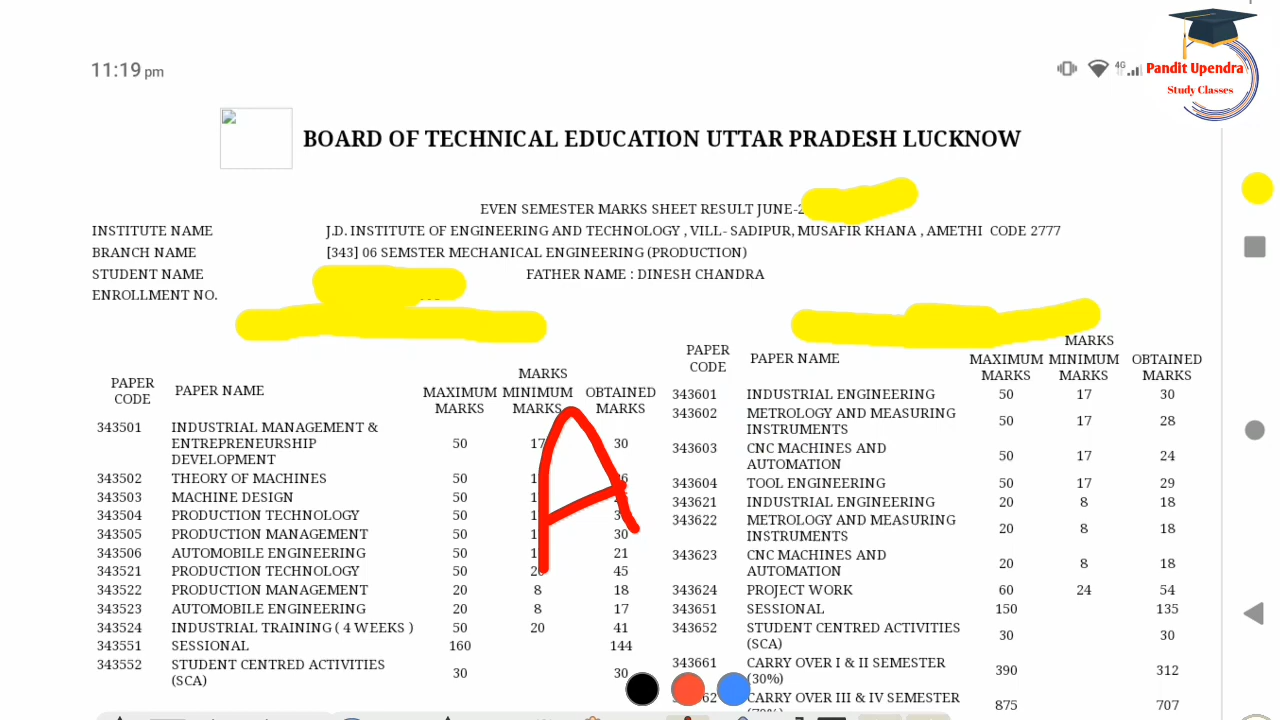 11:19 pm
4G
Pandit Upendra
Study Classes
BOARD OF TECHNICAL EDUCATION UTTAR PRADESH LUCKNOW
EVEN SEMESTER MARKS SHEET RESULT JUNE-2
INSTITUTE NAME J.D. INSTITUTE OF ENGINEERING AND TECHNOLOGY , VILL- SADIPUR, MUSAFIR KHANA , AMETHI CODE 2777
BRANCH NAME [343] 06 SEMSTER MECHANICAL ENGINEERING (PRODUCTION)
STUDENT NAME FATHER NAME : DINESH CHANDRA
ENROLLMENT NO.
MARKS
PAPER PAPER NAME MAXIMUM MINIMUM OBTAINED
CODE MARKS MARKS MARKS
343501 INDUSTRIAL MANAGEMENT &
ENTREPRENEURSHIP 50 17 30
DEVELOPMENT
343502 THEORY OF MACHINES 50
343503 MACHINE DESIGN 50
343504 PRODUCTION TECHNOLOGY 50
343505 PRODUCTION MANAGEMENT 50 30
343506 AUTOMOBILE ENGINEERING 50 21
343521 PRODUCTION TECHNOLOGY 50 45
343522 PRODUCTION MANAGEMENT 20 8 18
343523 AUTOMOBILE ENGINEERING 20 8 17
343524 INDUSTRIAL TRAINING ( 4 WEEKS ) 50 20 41
343551 SESSIONAL 160 144
343552 STUDENT CENTRED ACTIVITIES 30 30
(SCA)
A
MARKS
PAPER PAPER NAME MAXIMUM MINIMUM OBTAINED
CODE MARKS MARKS MARKS
343601 INDUSTRIAL ENGINEERING 50 17 30
343602 METROLOGY AND MEASURING 50 17 28
INSTRUMENTS
343603 CNC MACHINES AND 50 17 24
AUTOMATION
343604 TOOL ENGINEERING 50 17 29
343621 INDUSTRIAL ENGINEERING 20 8 18
343622 METROLOGY AND MEASURING 20 8 18
INSTRUMENTS
343623 CNC MACHINES AND 20 8 18
AUTOMATION
343624 PROJECT WORK 60 24 54
343651 SESSIONAL 150 135
343652 STUDENT CENTRED ACTIVITIES 30 30
(SCA)
343661 CARRY OVER I & II SEMESTER 390 312
(30%)
CARRY OVER III & IV SEMESTER 875 707